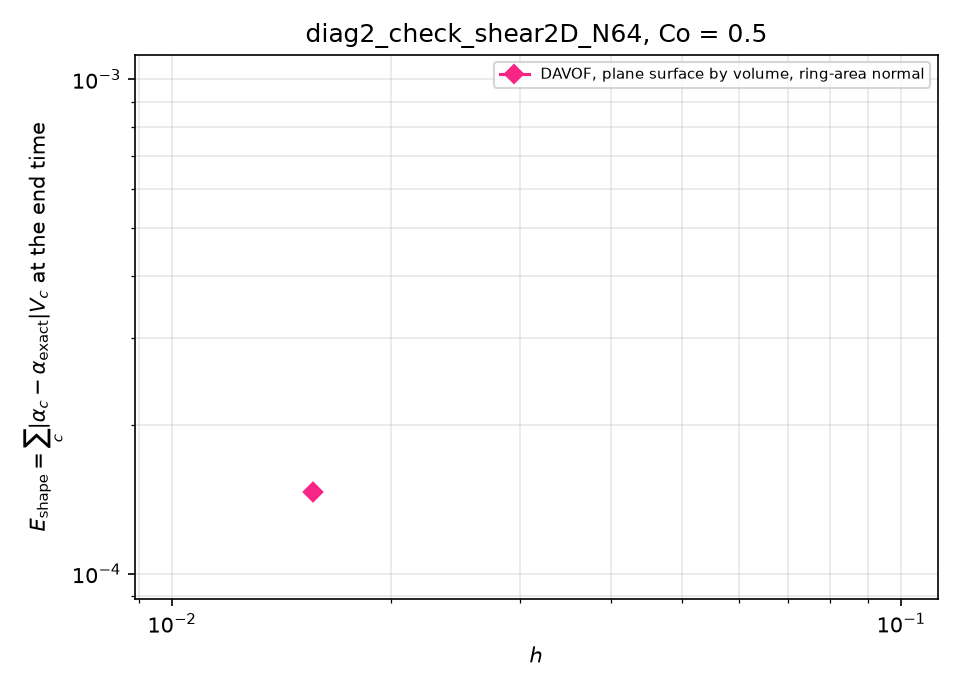 diag2_check_shear2D_N64, Co = 0.5
DAVOF, plane surface by volume, ring-area normal
10⁻³
10⁻⁴
E_shape = ∑_c |α_c − α_exact|V_c at the end time
10⁻²
10⁻¹
h